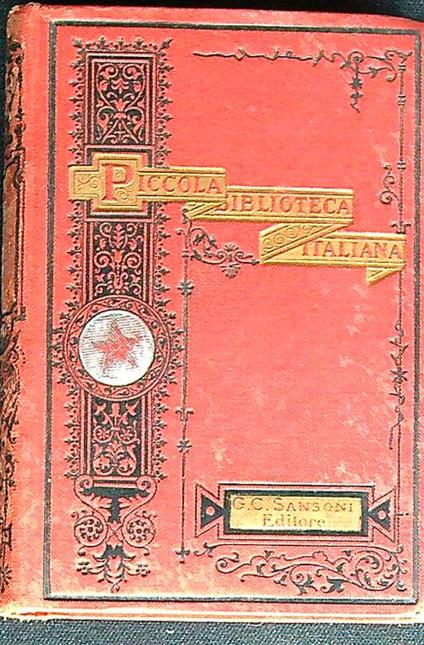 PICCOLA
BIBLIOTECA
ITALIANA
G. C. SANSONI
Editore